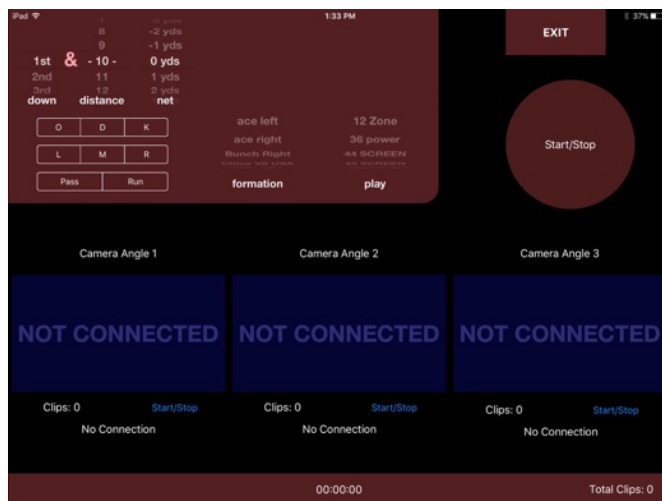 iPad 1:33 PM 37%
7 -3 yds
8 -2 yds
9 -1 yds
1st & - 10 - 0 yds
2nd 11 1 yds
3rd 12 2 yds
down distance net
EXIT
O D K
L M R
Pass Run
ace left 12 Zone
ace right 36 power
Bunch Right 44 SCREEN
formation play
Start/Stop
Camera Angle 1 Camera Angle 2 Camera Angle 3
NOT CONNECTED NOT CONNECTED NOT CONNECTED
Clips: 0 Start/Stop Clips: 0 Start/Stop Clips: 0 Start/Stop
No Connection No Connection No Connection
00:00:00 Total Clips: 0